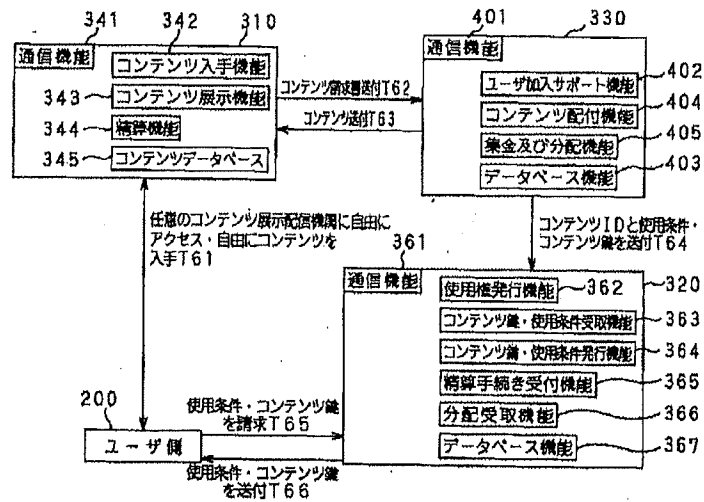 341
342
310
通信機能
コンテンツ入手機能
343
コンテンツ展示機能
344
精算機能
345
コンテンツデータベース
コンテンツ請求書送付T62
コンテンツ送付T63
401
330
通信機能
ユーザ加入サポート機能
402
コンテンツ配付機能
404
集金及び分配機能
405
データベース機能
403
任意のコンテンツ展示配信機関に自由に
アクセス・自由にコンテンツを
入手T61
コンテンツIDと使用条件・
コンテンツ鍵を送付T64
361
通信機能
320
使用権発行機能
362
コンテンツ鍵・使用条件受取機能
363
コンテンツ鍵・使用条件発行機能
364
精算手続き受付機能
365
分配受取機能
366
データベース機能
367
200
ユーザ側
使用条件・コンテンツ鍵
を請求T65
使用条件・コンテンツ鍵
を送付T66